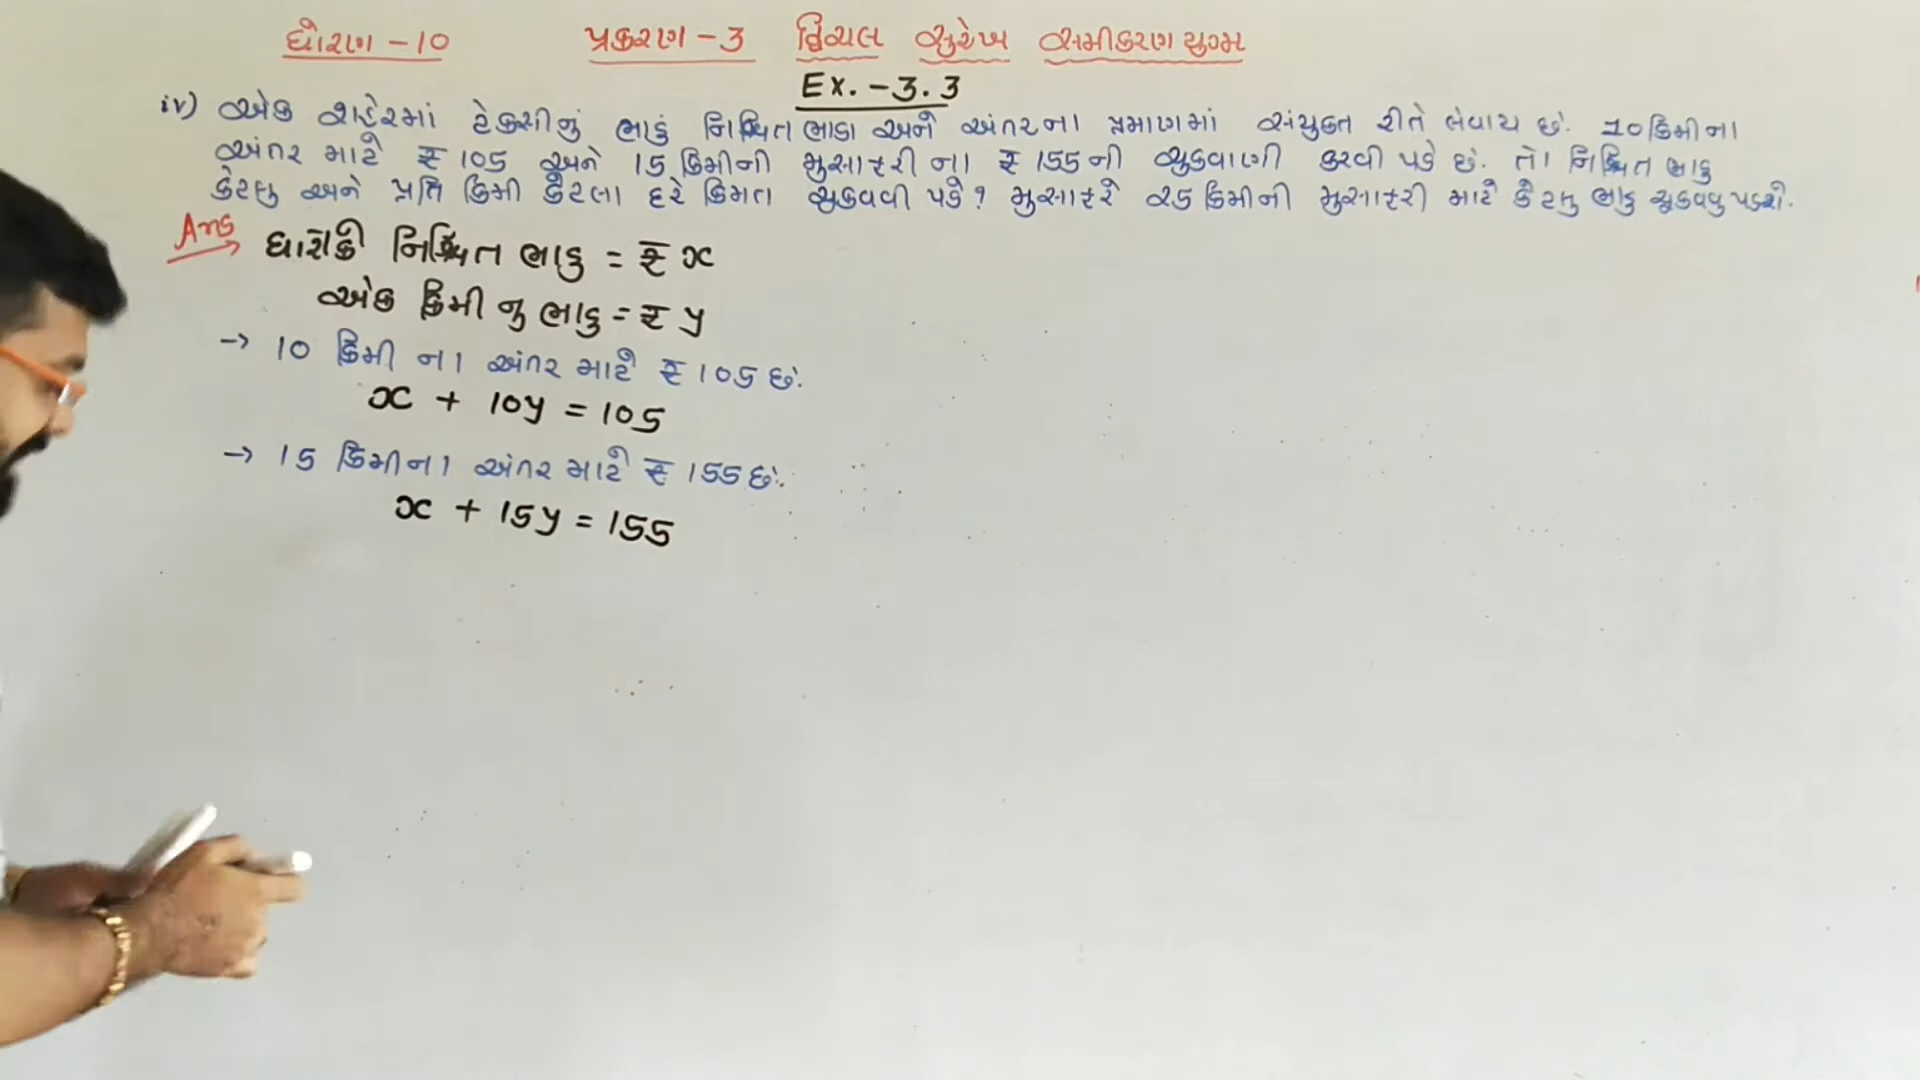 ધોરણ - 10 પ્રકરણ - 3 દ્વિચલ સુરેખ સમીકરણ યુગ્મ
Ex. - 3.3
iv) એક શહેરમાં ટેક્સીનું ભાડું નિશ્ચિત ભાડા અને અંતરના પ્રમાણમાં સંયુક્ત રીતે લેવાય છે. 10 કિમીના
અંતર માટે ₹ 105 અને 15 કિમીની મુસાફરી ના ₹ 155 ની ચુકવાણી કરવી પડે છે. તો નિશ્ચિત ભાડુ
કેટલુ અને પ્રતિ કિમી કેટલા દરે કિંમત ચુકવવી પડે ? મુસાફરે 25 કિમીની મુસાફરી માટે કેટલુ ભાડુ ચુકવવુ પડશે.
Ans
ધારોકે નિશ્ચિત ભાડુ = ₹ x
એક કિમી નુ ભાડુ = ₹ y
→ 10 કિમી ના અંતર માટે ₹ 105 છે.
x + 10y = 105
→ 15 કિમીના અંતર માટે ₹ 155 છે.
x + 15y = 155